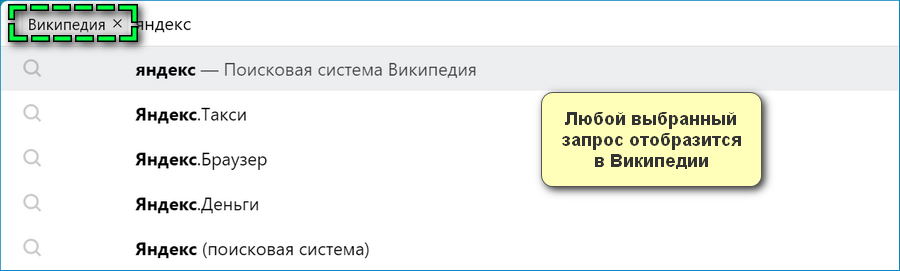 Википедия × яндекс
яндекс — Поисковая система Википедия
Яндекс.Такси
Любой выбранный
запрос отобразится
в Википедии
Яндекс.Браузер
Яндекс.Деньги
Яндекс (поисковая система)